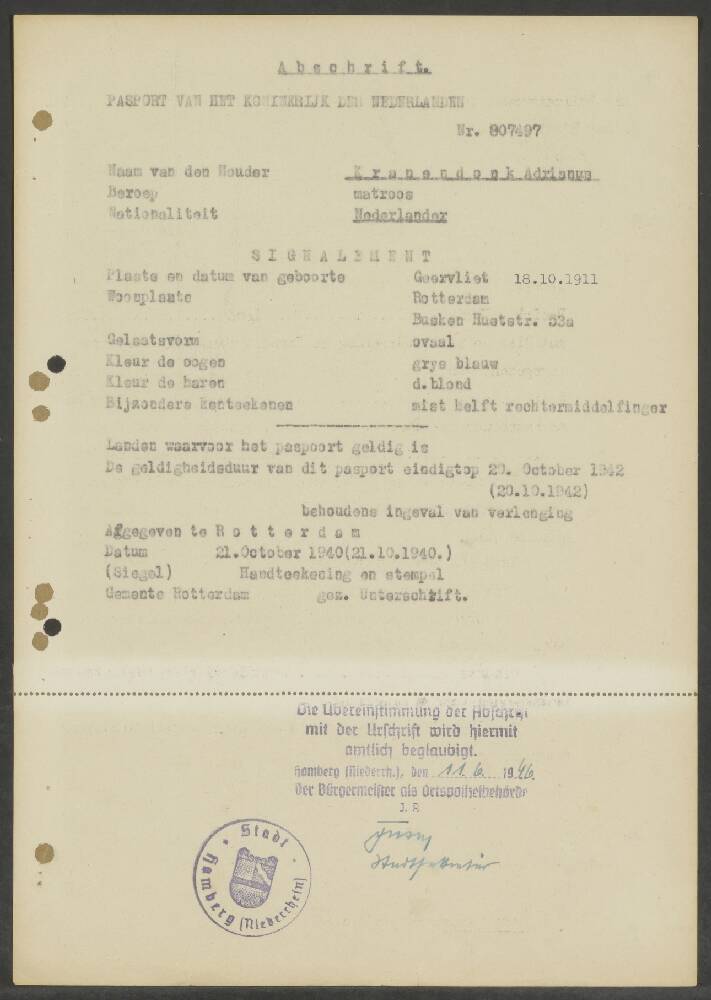 Abschrift.
PASPORT VAN HET KONINKRIJK DER NEDERLANDEN
Nr. 807497
Naam van den Houder Kranendonk Adrianus
Beroep matroos
Nationaliteit Nederlander
SIGNALEMENT
Plaats en datum van geboorte Geervliet 18.10.1911
Woonplaats Rotterdam
Busken Huetstr. 53a
Gelaatsvorm ovaal
Kleur de oogen grys blauw
Kleur de haren d.blond
Bijzondere kenteekenen mist helft rechtermiddelfinger
Landen waarvoor het paspoort geldig is
De geldigheidsduur van dit pasport eindigtop 20. October 1942
(20.10.1942)
behoudens ingeval van verlenging
Afgegeven te Rotterdam
Datum 21.October 1940(21.10.1940.)
(Siegel) Handteekening en stempel
Gemente Rotterdam gez. Unterschrift.
Die Übereinstimmung der Abschrift
mit der Urschrift wird hiermit
amtlich beglaubigt.
Homberg (Niederrh.), den 11.6. 1946.
Der Bürgermeister als Ortspolizeibehörde
Stadtsekretär
Stadt
Homberg (Niederrhein)